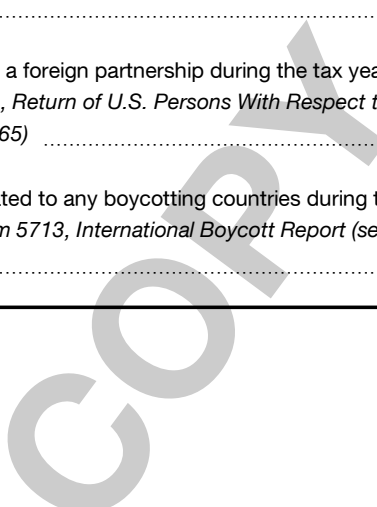 a foreign partnership during the tax yea
, Return of U.S. Persons With Respect t
65)
ated to any boycotting countries during t
m 5713, International Boycott Report (se
COPY